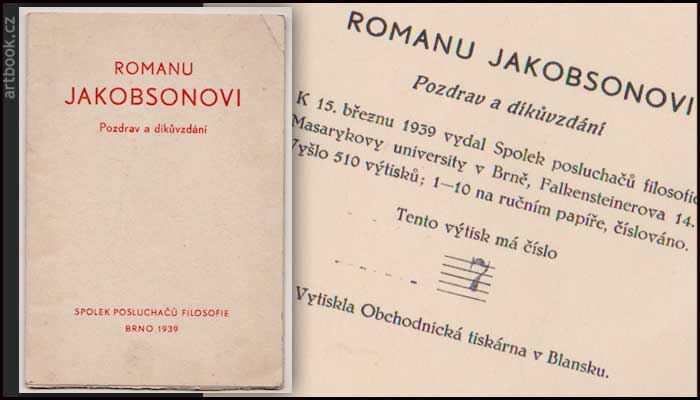 artbook.cz
ROMANU
JAKOBSONOVI
Pozdrav a díkůvzdání
SPOLEK POSLUCHAČŮ FILOSOFIE
BRNO 1939
ROMANU JAKOBSONOVI
Pozdrav a díkůvzdání
K 15. březnu 1939 vydal Spolek posluchačů filosofie
Masarykovy university v Brně, Falkensteinerova 14.
Vyšlo 510 výtisků; 1—10 na ručním papíře, číslováno.
Tento výtisk má číslo
7
Vytiskla Obchodnická tiskárna v Blansku.